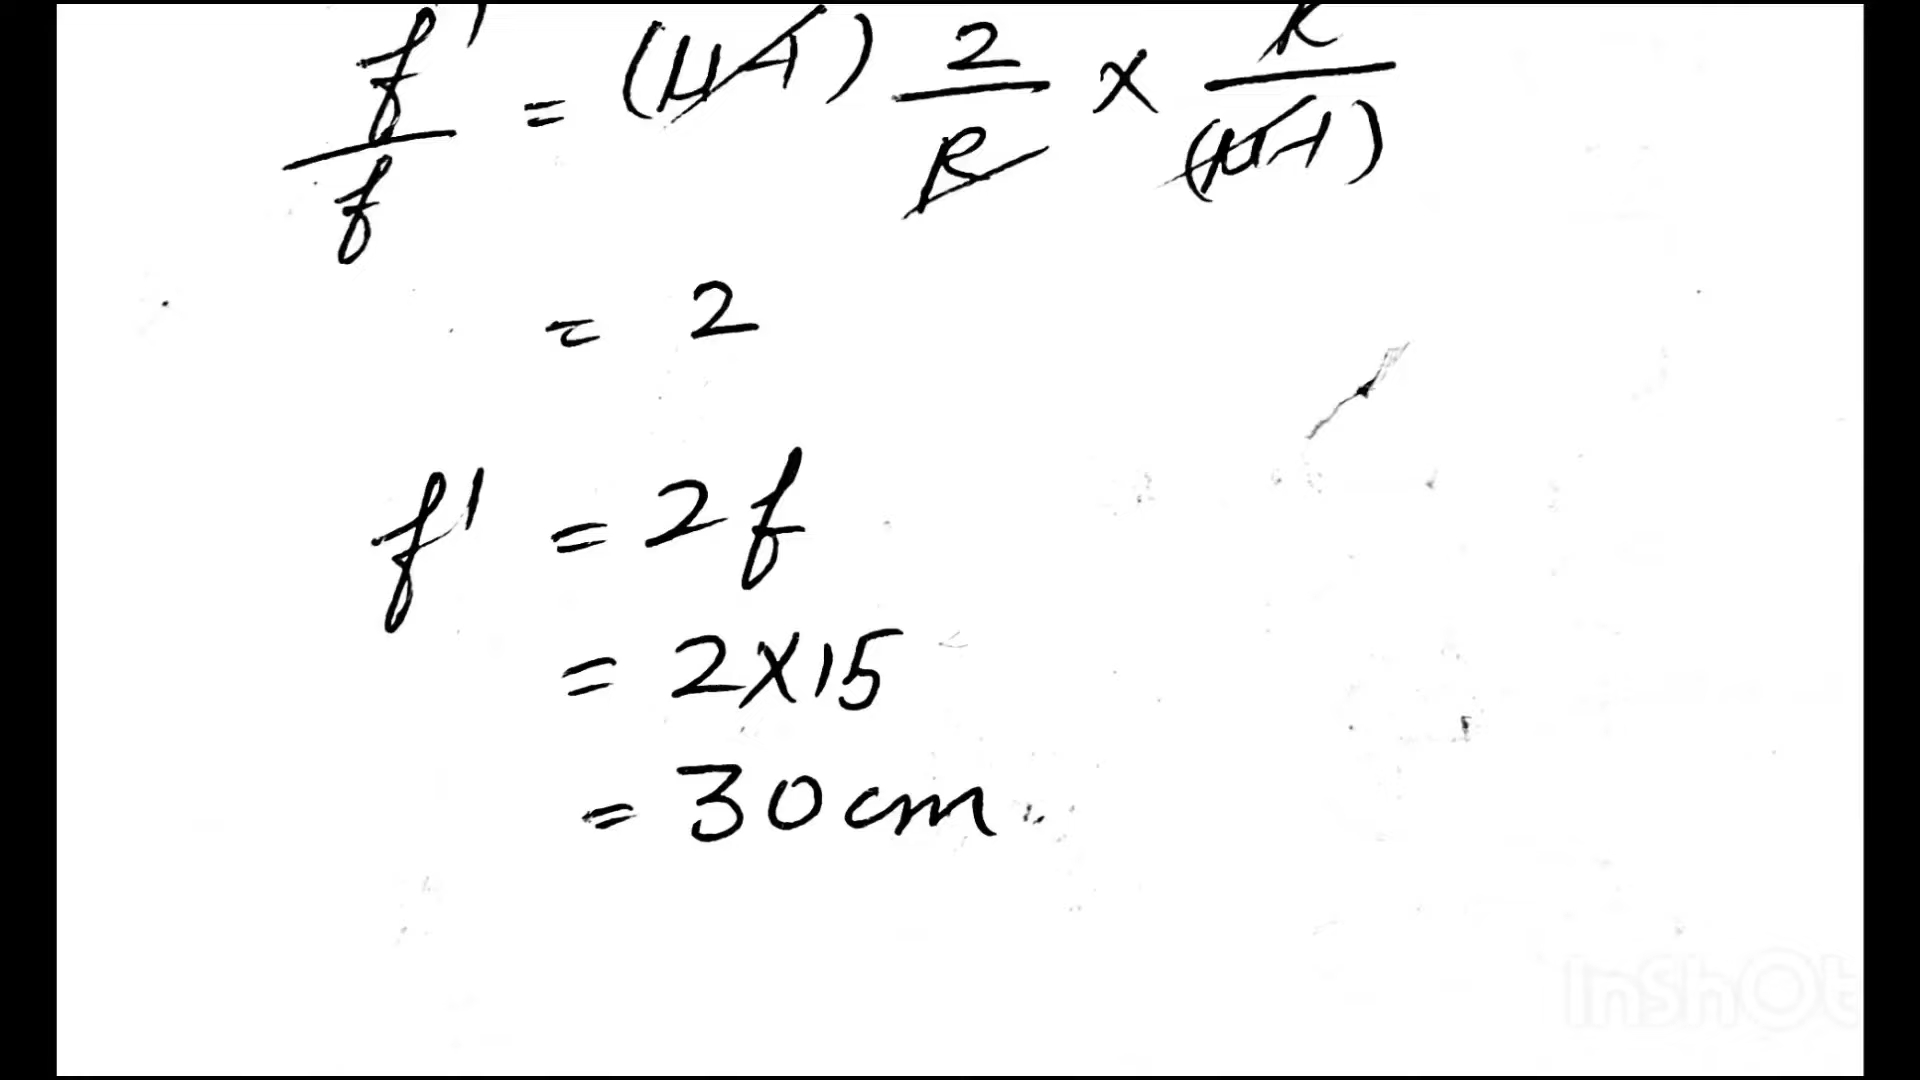 f'/f = (μ-1) 2/R × R/(μ-1)
= 2
f' = 2f
= 2×15
= 30cm.
InShOt